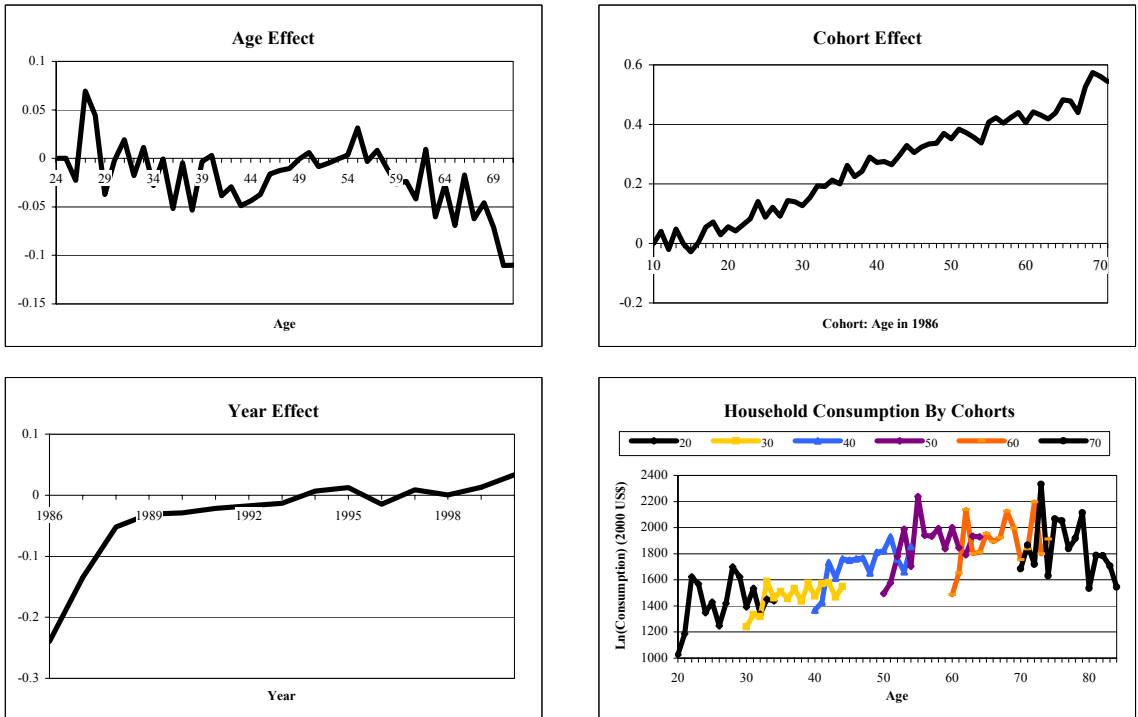 Age Effect
0.1
0.05
0
-0.05
-0.1
-0.15
24 29 34 39 44 49 54 59 64 69
Age
Cohort Effect
0.6
0.4
0.2
0
-0.2
10 20 30 40 50 60 70
Cohort: Age in 1986
Year Effect
0.1
0
-0.1
-0.2
-0.3
1986 1989 1992 1995 1998
Year
Household Consumption By Cohorts
20 30 40 50 60 70
Ln(Consumption) (2000 US$)
2400
2200
2000
1800
1600
1400
1200
1000
20 30 40 50 60 70 80
Age